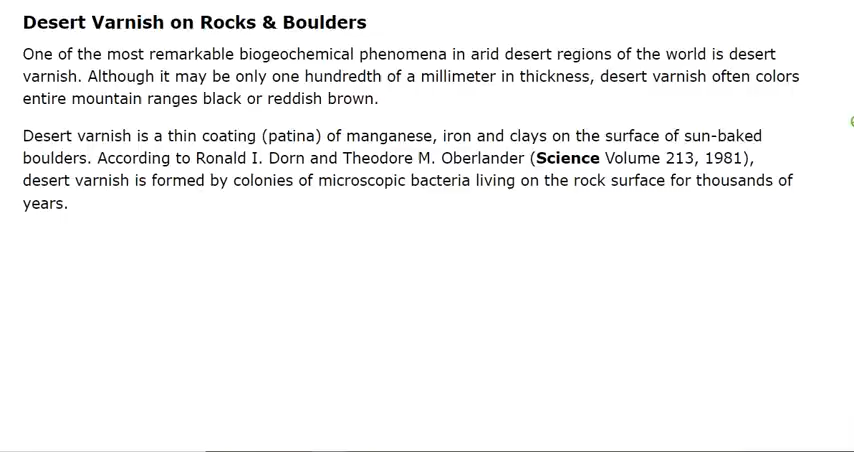 Desert Varnish on Rocks & Boulders
One of the most remarkable biogeochemical phenomena in arid desert regions of the world is desert
varnish. Although it may be only one hundredth of a millimeter in thickness, desert varnish often colors
entire mountain ranges black or reddish brown.
Desert varnish is a thin coating (patina) of manganese, iron and clays on the surface of sun-baked
boulders. According to Ronald I. Dorn and Theodore M. Oberlander (Science Volume 213, 1981),
desert varnish is formed by colonies of microscopic bacteria living on the rock surface for thousands of
years.